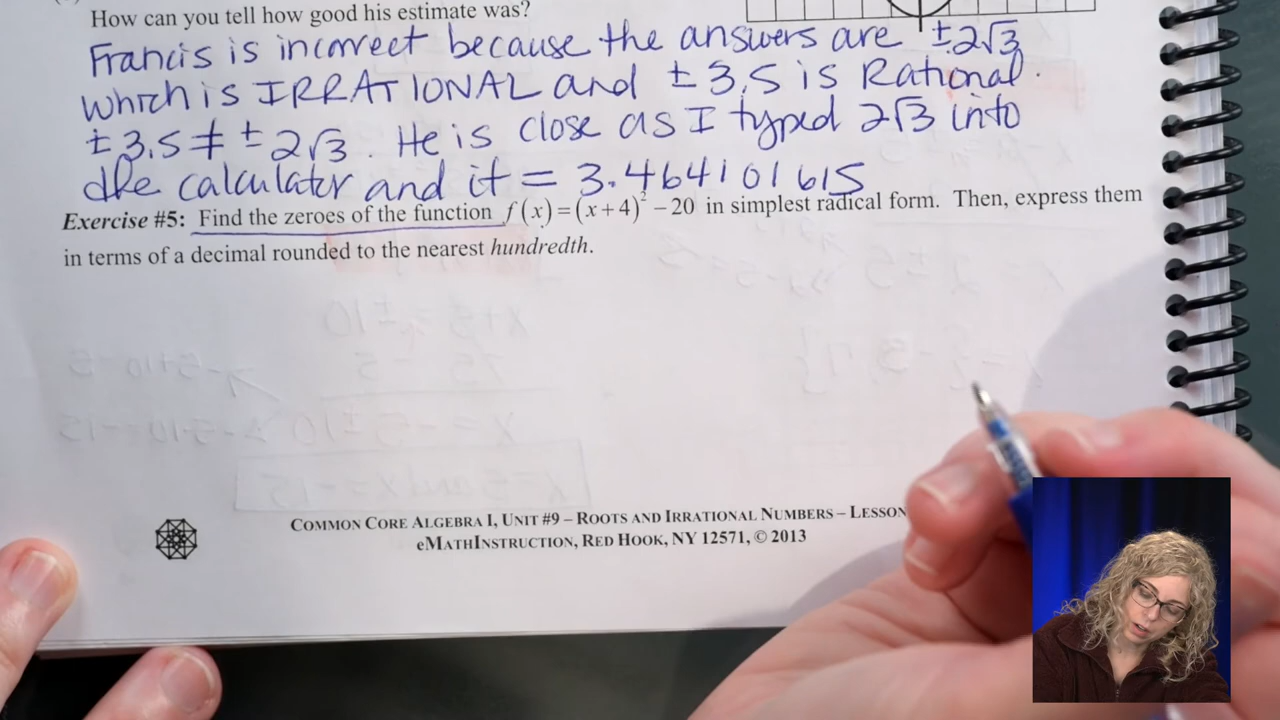 How can you tell how good his estimate was?
Francis is incorrect because the answers are ±2√3
which is IRRATIONAL and ±3.5 is Rational.
±3.5 ≠ ±2√3. He is close as I typed 2√3 into
the calculator and it = 3.464101615
Exercise #5: Find the zeroes of the function f(x)=(x+4)²−20 in simplest radical form. Then, express them
in terms of a decimal rounded to the nearest hundredth.
COMMON CORE ALGEBRA I, UNIT #9 – ROOTS AND IRRATIONAL NUMBERS – LESSON
eMATHINSTRUCTION, RED HOOK, NY 12571, © 2013